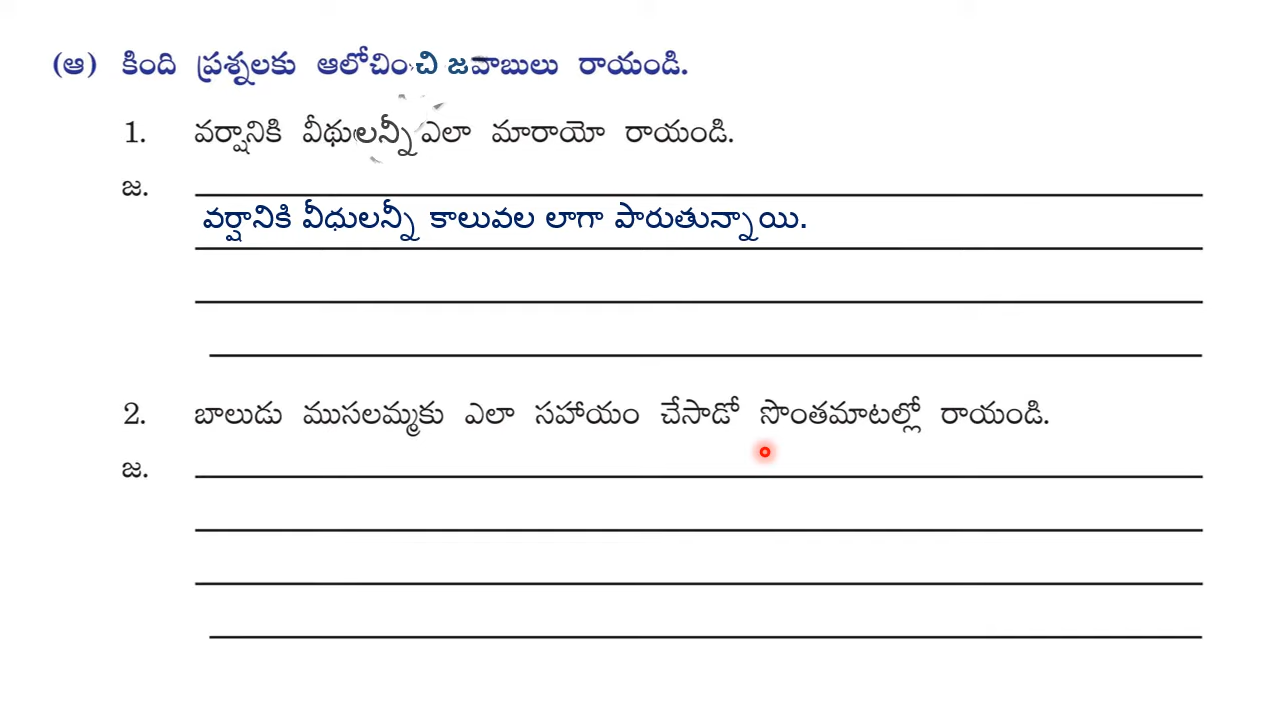 (ఆ) కింది ప్రశ్నలకు ఆలోచించి జవాబులు రాయండి.
1. వర్షానికి వీథులన్నీ ఎలా మారాయో రాయండి.
జ.
వర్షానికి వీధులన్నీ కాలువల లాగా పారుతున్నాయి.
2. బాలుడు ముసలమ్మకు ఎలా సహాయం చేసాడో సొంతమాటల్లో రాయండి.
జ.